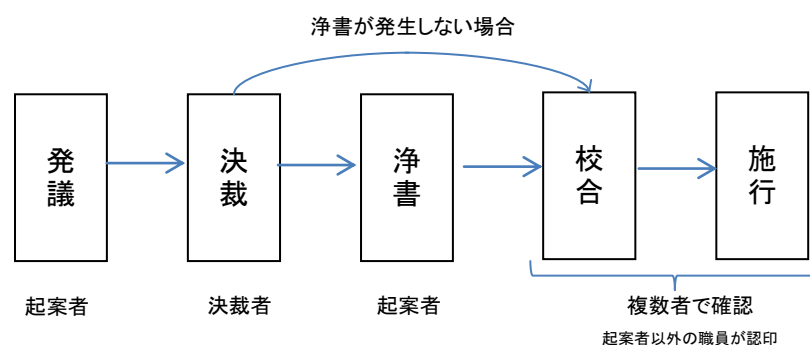 浄書が発生しない場合
発議
決裁
浄書
校合
施行
起案者
決裁者
起案者
複数者で確認
起案者以外の職員が認印